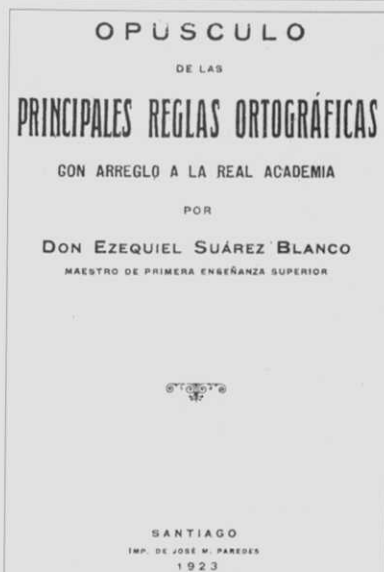 OPÚSCULO
DE LAS
PRINCIPALES REGLAS ORTOGRÁFICAS
CON ARREGLO A LA REAL ACADEMIA
POR
DON EZEQUIEL SUÁREZ BLANCO
MAESTRO DE PRIMERA ENSEÑANZA SUPERIOR
SANTIAGO
IMP. DE JOSÉ M. PAREDES
1923